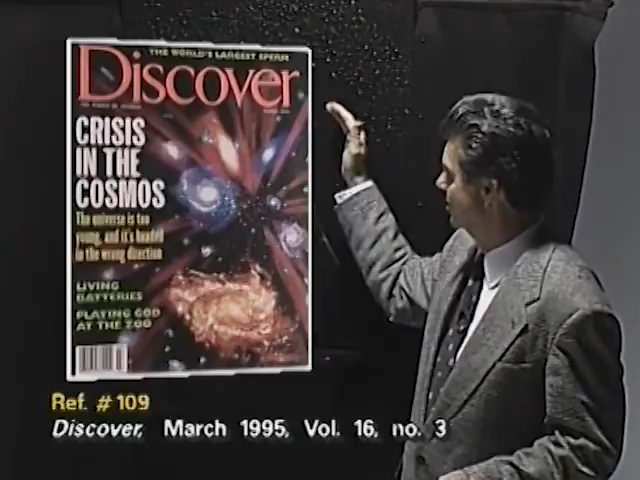 THE WORLD'S LARGEST SPERM
Discover
CRISIS
IN THE
COSMOS
The universe is too
young, and it's headed
in the wrong direction
LIVING
BATTERIES
PLAYING GOD
AT THE ZOO
Ref. #109
Discover, March 1995, Vol. 16, no. 3